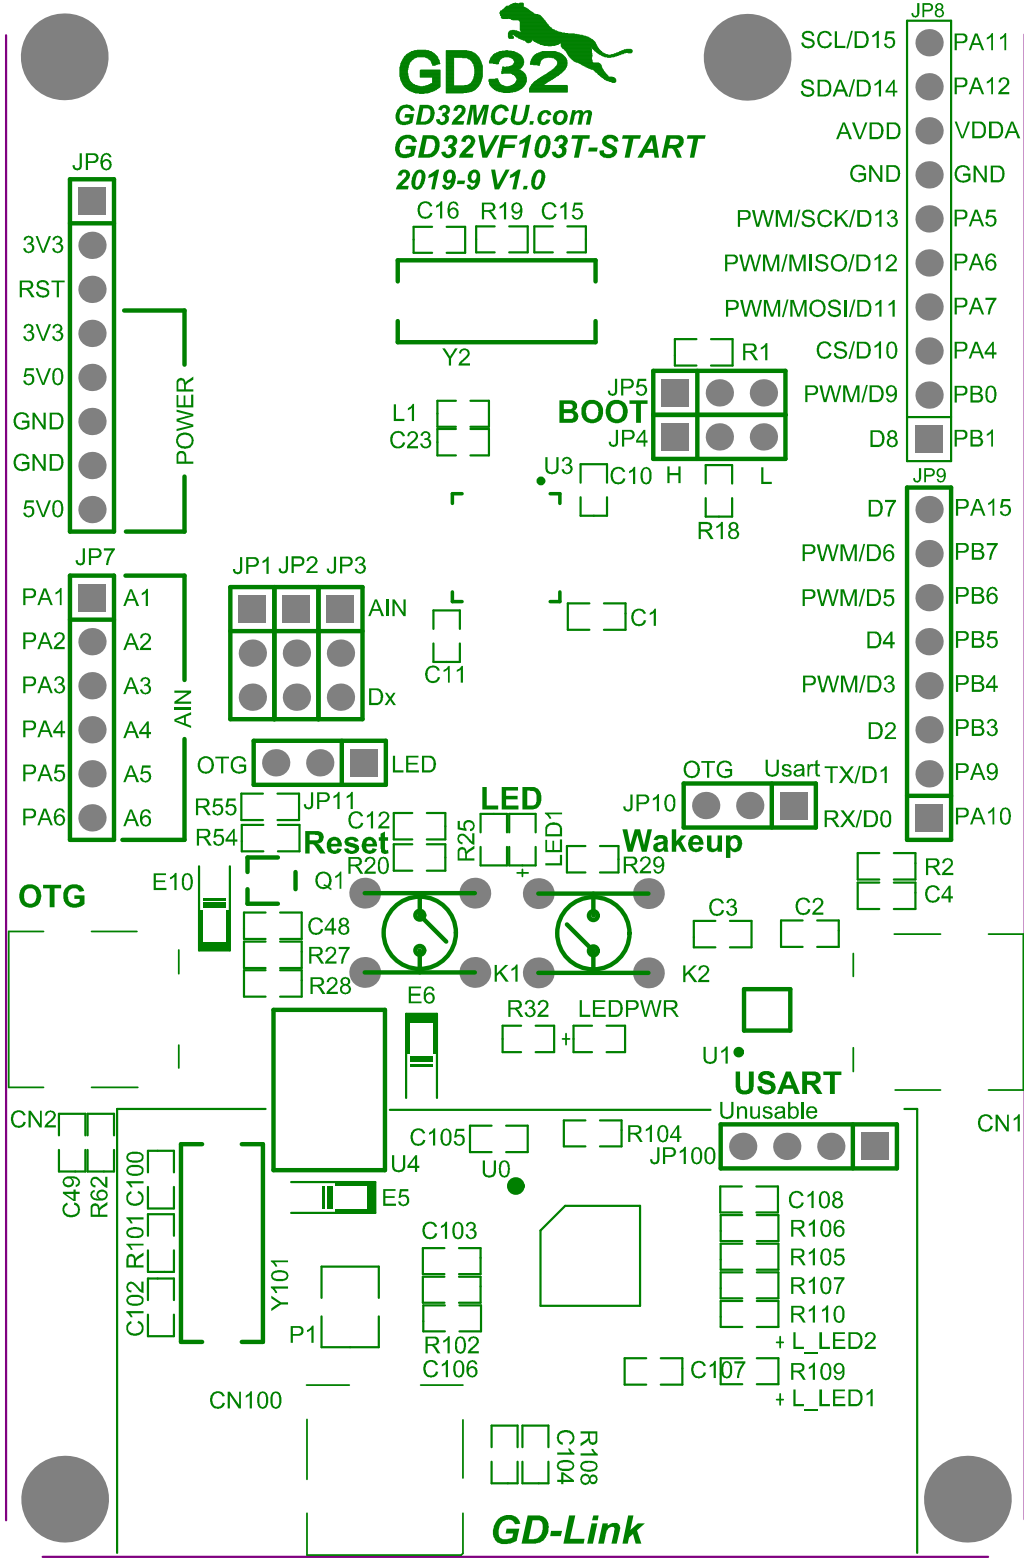 JP8
SCL/D15 PA11
SDA/D14 PA12
AVDD VDDA
GND GND
PWM/SCK/D13 PA5
PWM/MISO/D12 PA6
PWM/MOSI/D11 PA7
CS/D10 PA4
PWM/D9 PB0
D8 PB1
GD32
GD32MCU.com
GD32VF103T-START
2019-9 V1.0
C16 R19 C15
Y2
JP6
3V3
RST
3V3
5V0
GND
GND
5V0
POWER
R1
JP5
BOOT
JP4
H L
R18
L1
C23
U3
C10
C1
C11
JP9
D7 PA15
PWM/D6 PB7
PWM/D5 PB6
D4 PB5
PWM/D3 PB4
D2 PB3
TX/D1 PA9
RX/D0 PA10
JP7
PA1 A1
PA2 A2
PA3 A3
PA4 A4
PA5 A5
PA6 A6
AIN
JP1 JP2 JP3
AIN
Dx
OTG LED
JP11
OTG Usart
JP10
R55
R54
Reset
C12
R20
R25
LED
LED1
+
Wakeup
R29
R2
C4
E10
Q1
OTG
C48
R27
R28
K1
K2
C3 C2
E6
R32 LEDPWR
+
U1
USART
Unusable
JP100
CN2
CN1
C49
R62
C100
R101
C102
Y101
U4
E5
C105
U0
R104
C108
R106
R105
R107
R110
+ L_LED2
R109
+ L_LED1
C103
R102
C106
P1
C107
CN100
C104
R108
GD-Link